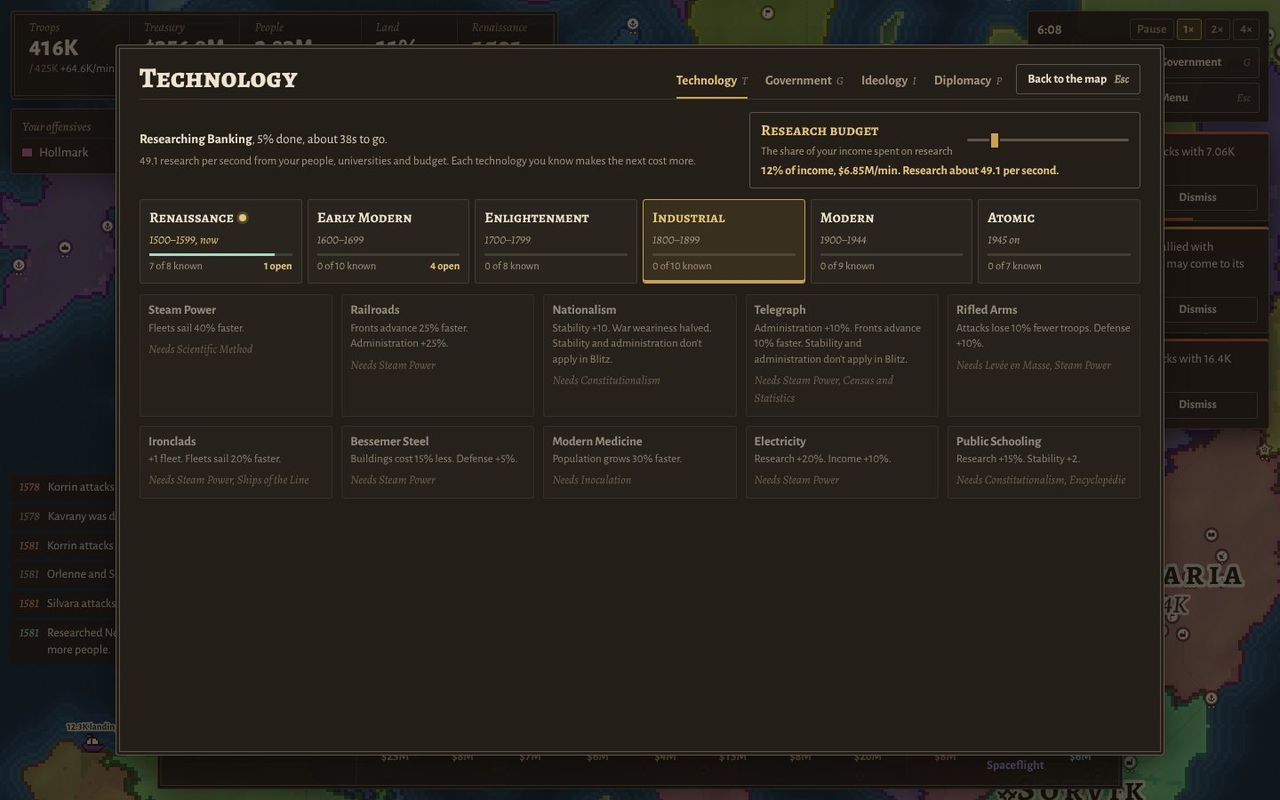 Troops
Treasury
People
Land
Renaissance
416K
/ 425K +64.6K/min
6:08
Pause
1×
2×
4×
Government G
Menu
Esc
Your offensives
Hollmark
TECHNOLOGY
Technology T
Government G
Ideology I
Diplomacy P
Back to the map Esc
Researching Banking, 5% done, about 38s to go.
49.1 research per second from your people, universities and budget. Each technology you know makes the next cost more.
RESEARCH BUDGET
The share of your income spent on research
12% of income, $6.85M/min. Research about 49.1 per second.
RENAISSANCE
1500–1599, now
7 of 8 known
1 open
EARLY MODERN
1600–1699
0 of 10 known
4 open
ENLIGHTENMENT
1700–1799
0 of 8 known
INDUSTRIAL
1800–1899
0 of 10 known
MODERN
1900–1944
0 of 9 known
ATOMIC
1945 on
0 of 7 known
Steam Power
Fleets sail 40% faster.
Needs Scientific Method
Railroads
Fronts advance 25% faster.
Administration +25%.
Needs Steam Power
Nationalism
Stability +10. War weariness halved.
Stability and administration don't
apply in Blitz.
Needs Constitutionalism
Telegraph
Administration +10%. Fronts advance
10% faster. Stability and
administration don't apply in Blitz.
Needs Steam Power, Census and
Statistics
Rifled Arms
Attacks lose 10% fewer troops. Defense
+10%.
Needs Levée en Masse, Steam Power
Ironclads
+1 fleet. Fleets sail 20% faster.
Needs Steam Power, Ships of the Line
Bessemer Steel
Buildings cost 15% less. Defense +5%.
Needs Steam Power
Modern Medicine
Population grows 30% faster.
Needs Inoculation
Electricity
Research +20%. Income +10%.
Needs Steam Power
Public Schooling
Research +15%. Stability +2.
Needs Constitutionalism, Encyclopédie
cks with 7.06K
Dismiss
allied with
may come to its
Dismiss
cks with 16.4K
Dismiss
1578 Korrin attacks
1578 Kavrany was d
1581 Korrin attacks
1581 Orlenne and S
1581 Silvara attacks
1581 Researched Ne
more people.
ARIA
4K
12.3K landin
$23M
$8M
$7M
$6M
$4M
$15M
$8M
$20M
$8M
Spaceflight
$6M
SORVIK